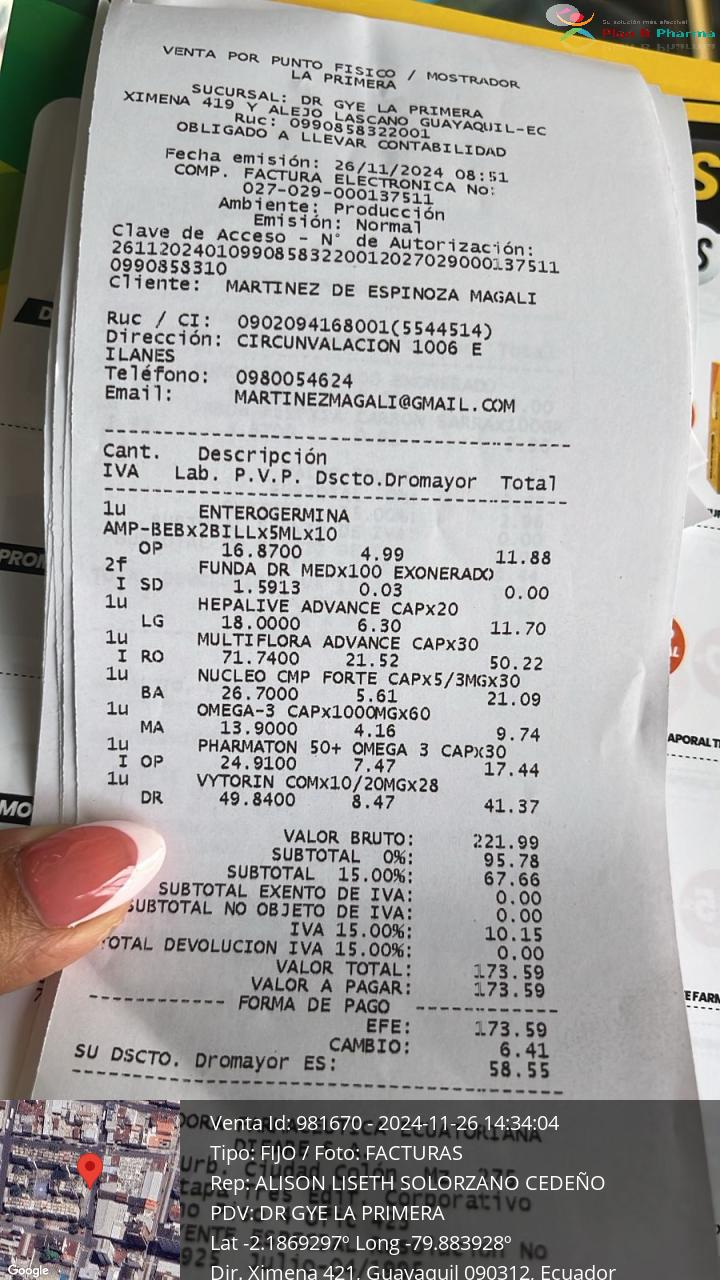 Su solución más efectiva!
Plan B Pharma
VENTA POR PUNTO FISICO / MOSTRADOR
LA PRIMERA
SUCURSAL: DR GYE LA PRIMERA
XIMENA 419 Y ALEJO LASCANO GUAYAQUIL-EC
Ruc: 0990858322001
OBLIGADO A LLEVAR CONTABILIDAD
Fecha emisión: 26/11/2024 08:51
COMP. FACTURA ELECTRONICA No:
027-029-000137511
Ambiente: Producción
Emisión: Normal
Clave de Acceso - N° de Autorización:
261120240109908583220012027029000137511
0990858310
Cliente: MARTINEZ DE ESPINOZA MAGALI
Ruc / CI: 0902094168001(5544514)
Dirección: CIRCUNVALACION 1006 E
ILANES
Teléfono: 0980054624
Email: MARTINEZMAGALI@GMAIL.COM
Cant. Descripción
IVA Lab. P.V.P. Dscto.Dromayor Total
1u ENTEROGERMINA
AMP-BEBx2BILLx5MLx10
OP 16.8700 4.99 11.88
2f FUNDA DR MEDx100 EXONERADO
I SD 1.5913 0.03 0.00
1u HEPALIVE ADVANCE CAPx20
LG 18.0000 6.30 11.70
1u MULTIFLORA ADVANCE CAPx30
I RO 71.7400 21.52 50.22
1u NUCLEO CMP FORTE CAPx5/3MGx30
BA 26.7000 5.61 21.09
1u OMEGA-3 CAPx1000MGx60
MA 13.9000 4.16 9.74
1u PHARMATON 50+ OMEGA 3 CAPx30
I OP 24.9100 7.47 17.44
1u VYTORIN COMx10/20MGx28
DR 49.8400 8.47 41.37
VALOR BRUTO: 221.99
SUBTOTAL 0%: 95.78
SUBTOTAL 15.00%: 67.66
SUBTOTAL EXENTO DE IVA: 0.00
SUBTOTAL NO OBJETO DE IVA: 0.00
IVA 15.00%: 10.15
TOTAL DEVOLUCION IVA 15.00%: 0.00
VALOR TOTAL: 173.59
VALOR A PAGAR: 173.59
----------- FORMA DE PAGO -----------
EFE: 173.59
CAMBIO: 6.41
SU DSCTO. Dromayor ES: 58.55
Venta Id: 981670 - 2024-11-26 14:34:04
Tipo: FIJO / Foto: FACTURAS
Rep: ALISON LISETH SOLORZANO CEDEÑO
PDV: DR GYE LA PRIMERA
Lat -2.1869297º Long -79.883928º
Dir. Ximena 421, Guayaquil 090312, Ecuador
Google